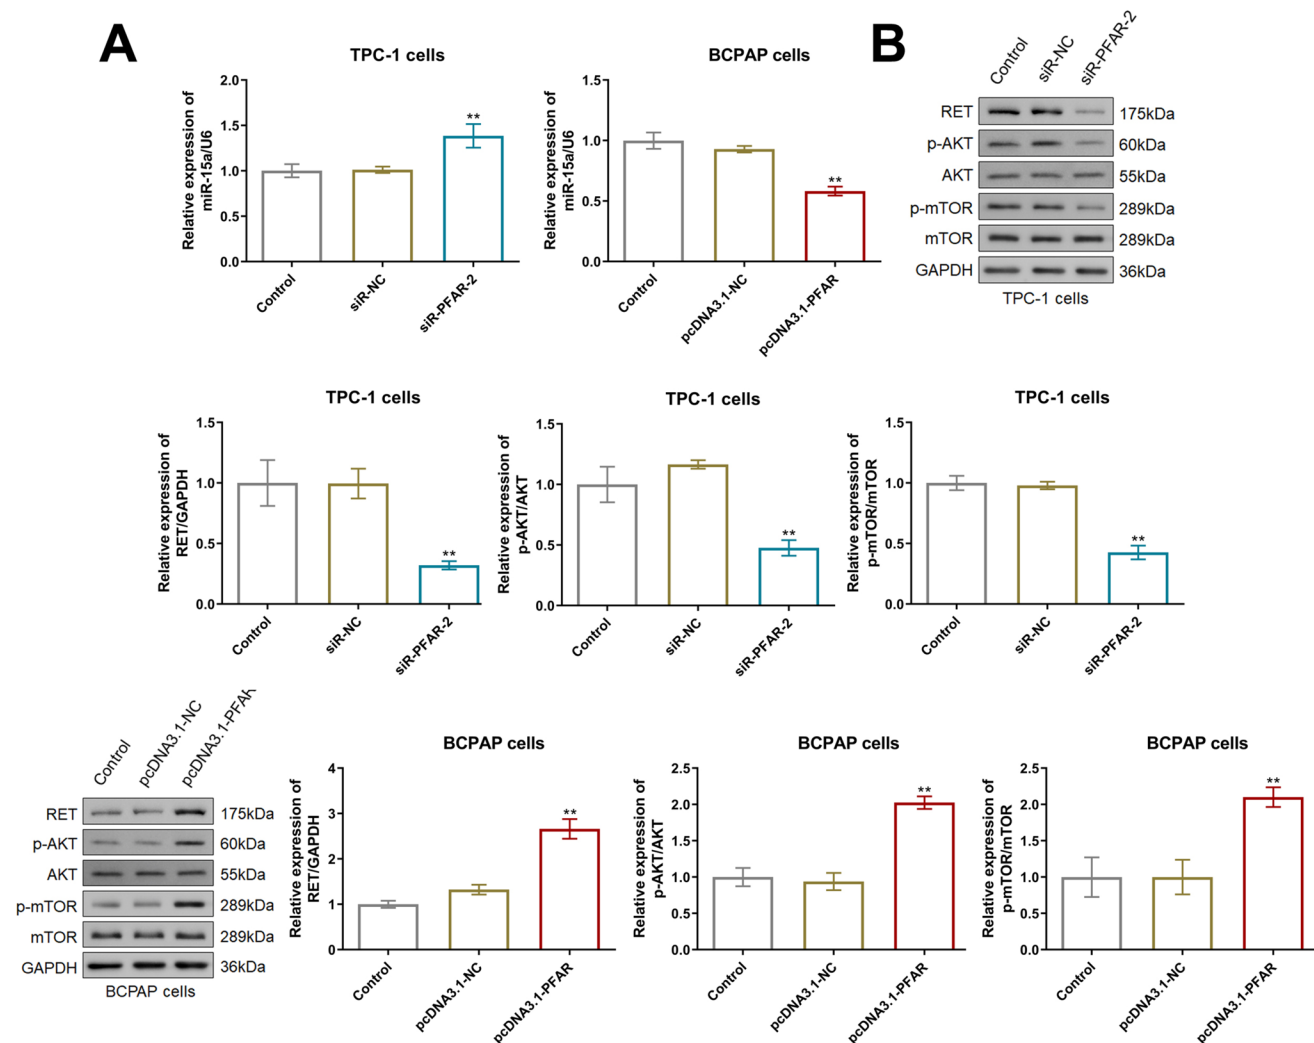 A
TPC-1 cells
Relative expression of
miR-15a/U6
2.0
1.5
1.0
0.5
0.0
**
Control
siR-NC
siR-PFAR-2
BCPAP cells
Relative expression of
miR-15a/U6
1.5
1.0
0.5
0.0
**
Control
pcDNA3.1-NC
pcDNA3.1-PFAR
B
Control
siR-NC
siR-PFAR-2
RET 175kDa
p-AKT 60kDa
AKT 55kDa
p-mTOR 289kDa
mTOR 289kDa
GAPDH 36kDa
TPC-1 cells
TPC-1 cells
Relative expression of
RET/GAPDH
1.5
1.0
0.5
0.0
**
Control
siR-NC
siR-PFAR-2
TPC-1 cells
Relative expression of
p-AKT/AKT
1.5
1.0
0.5
0.0
**
Control
siR-NC
siR-PFAR-2
TPC-1 cells
Relative expression of
p-mTOR/mTOR
1.5
1.0
0.5
0.0
**
Control
siR-NC
siR-PFAR-2
Control
pcDNA3.1-NC
pcDNA3.1-PFAR
RET 175kDa
p-AKT 60kDa
AKT 55kDa
p-mTOR 289kDa
mTOR 289kDa
GAPDH 36kDa
BCPAP cells
BCPAP cells
Relative expression of
RET/GAPDH
4
3
2
1
0
**
Control
pcDNA3.1-NC
pcDNA3.1-PFAR
BCPAP cells
Relative expression of
p-AKT/AKT
2.5
2.0
1.5
1.0
0.5
0.0
**
Control
pcDNA3.1-NC
pcDNA3.1-PFAR
BCPAP cells
Relative expression of
p-mTOR/mTOR
2.5
2.0
1.5
1.0
0.5
0.0
**
Control
pcDNA3.1-NC
pcDNA3.1-PFAR